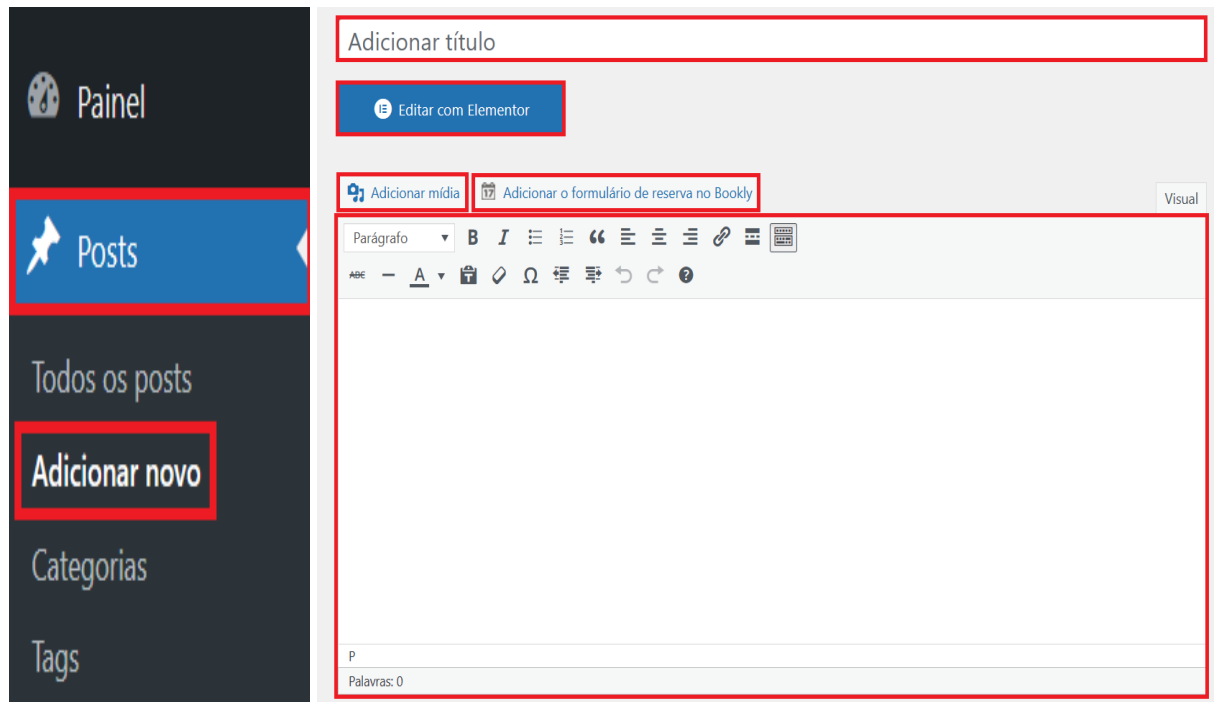 Painel
Posts
Todos os posts
Adicionar novo
Categorias
Tags
Adicionar título
Editar com Elementor
Adicionar mídia Adicionar o formulário de reserva no Bookly
Visual
Parágrafo B I
ABC A T Ω
P
Palavras: 0